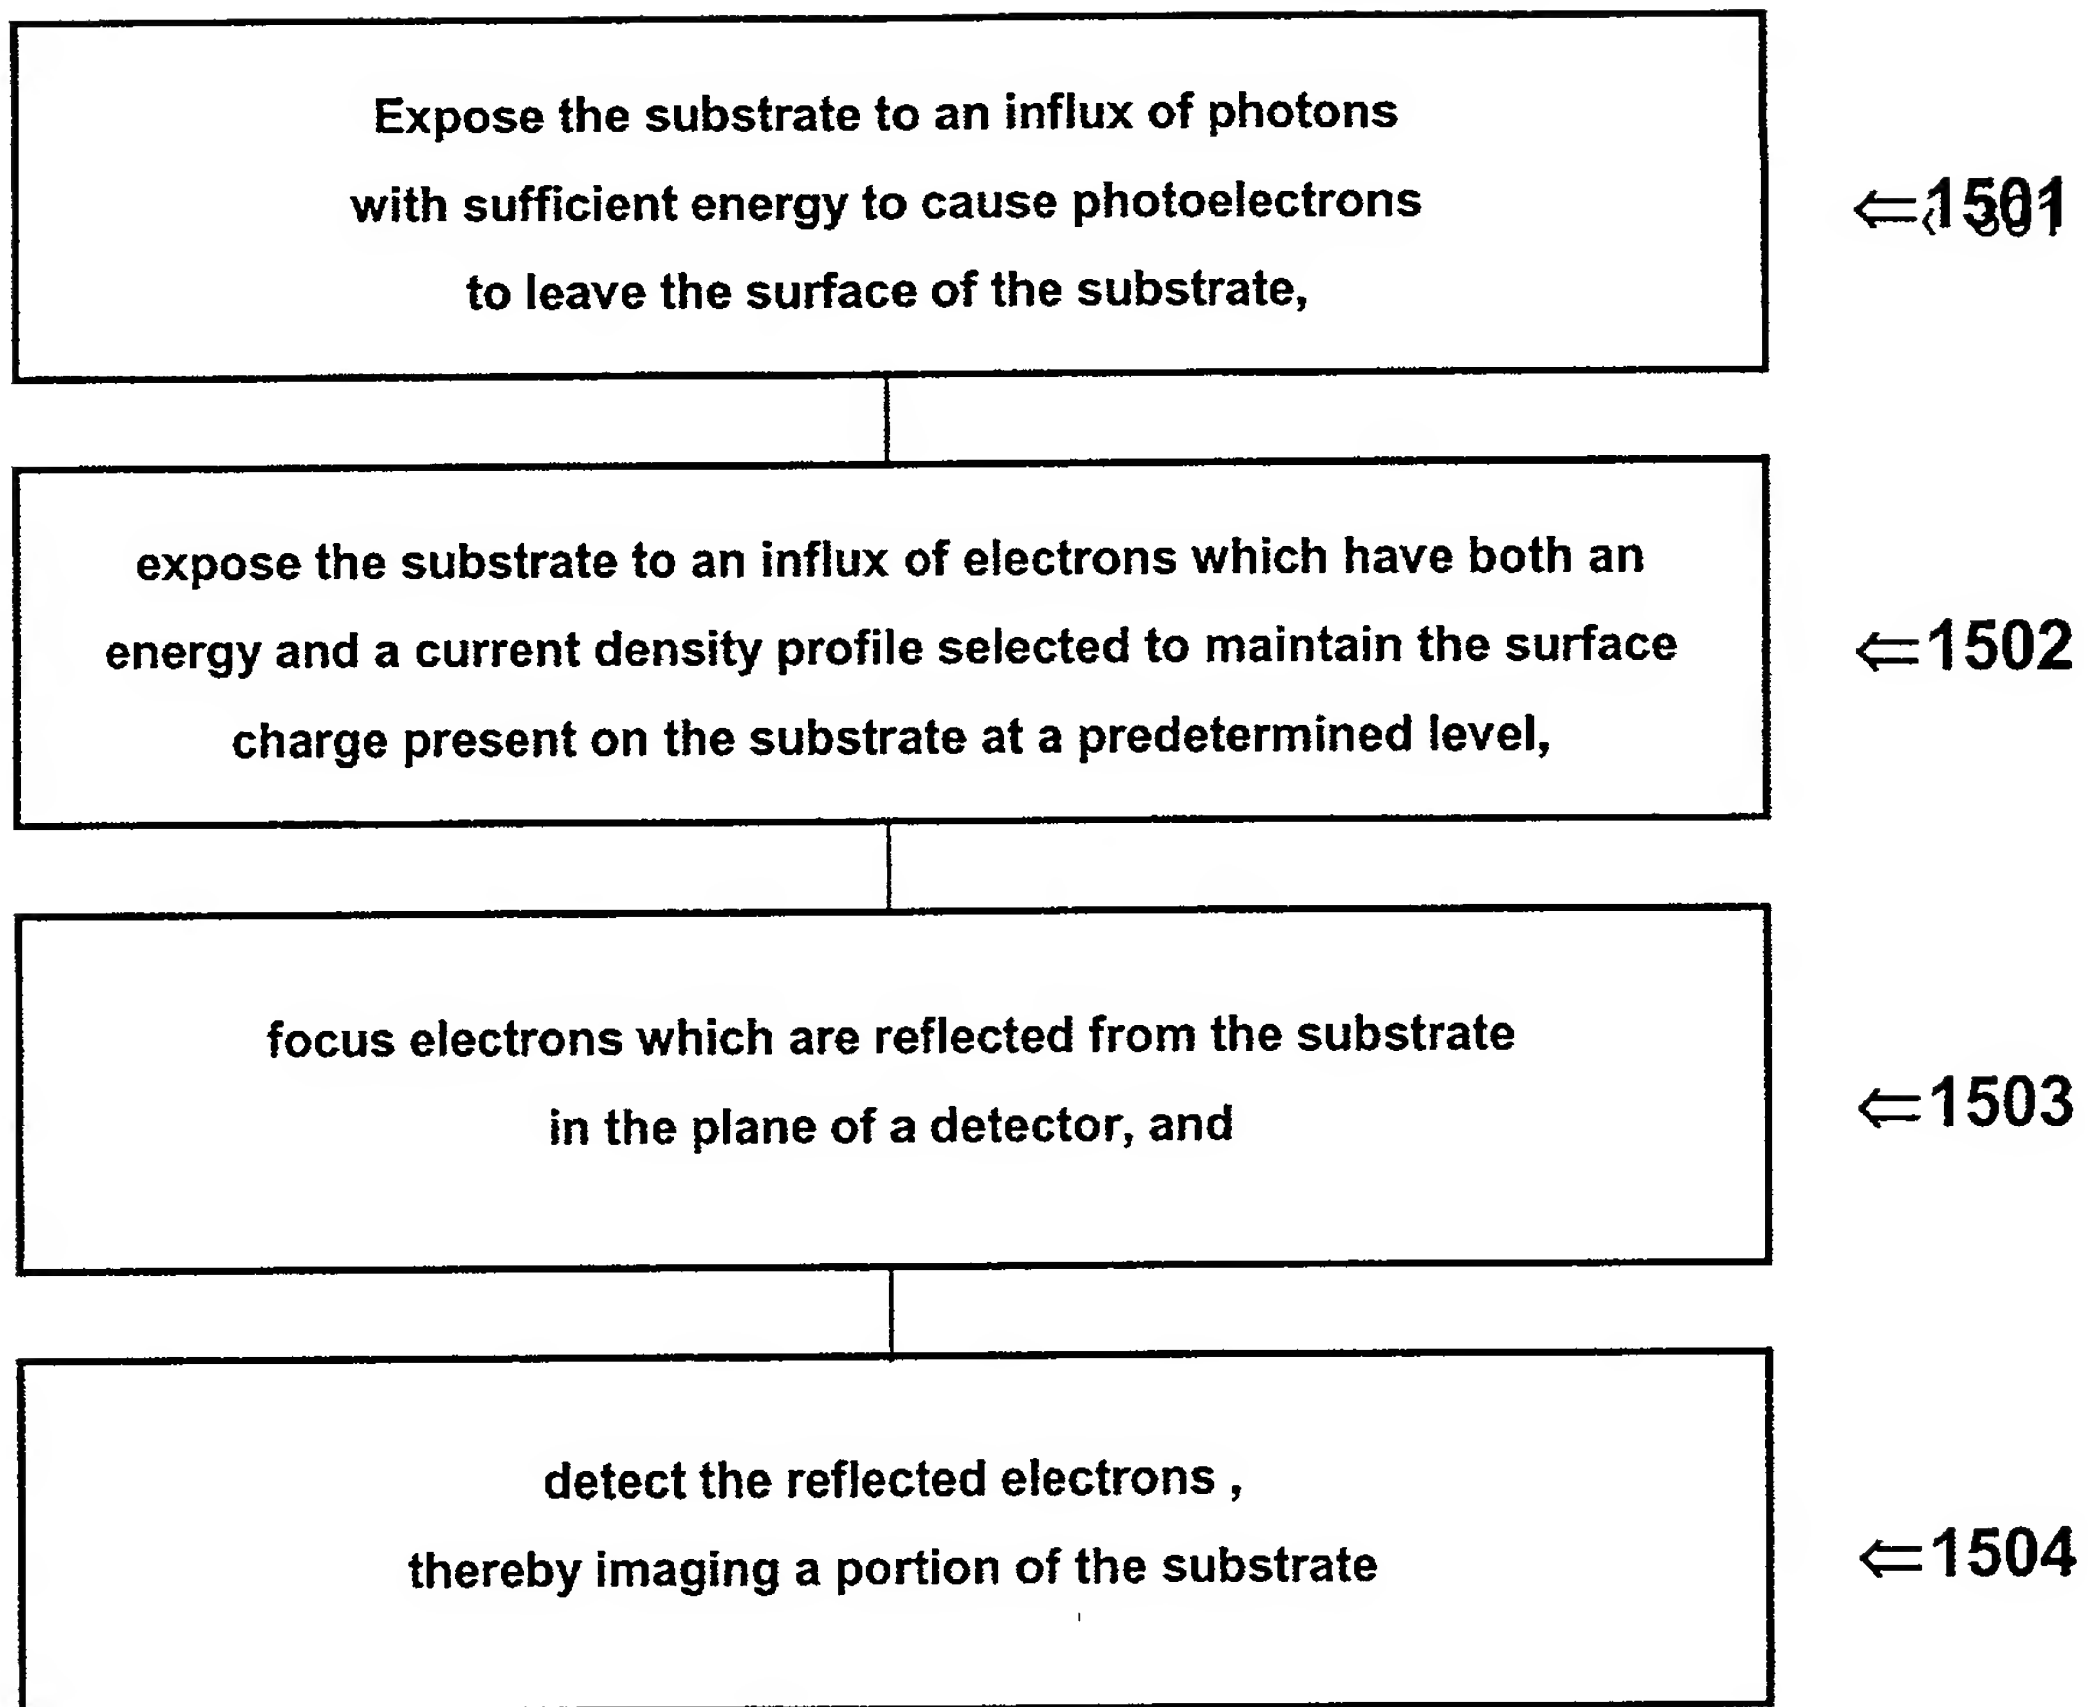 Expose the substrate to an influx of photons
with sufficient energy to cause photoelectrons
to leave the surface of the substrate,
⇐1501
expose the substrate to an influx of electrons which have both an
energy and a current density profile selected to maintain the surface
charge present on the substrate at a predetermined level,
⇐1502
focus electrons which are reflected from the substrate
in the plane of a detector, and
⇐1503
detect the reflected electrons ,
thereby imaging a portion of the substrate
⇐1504